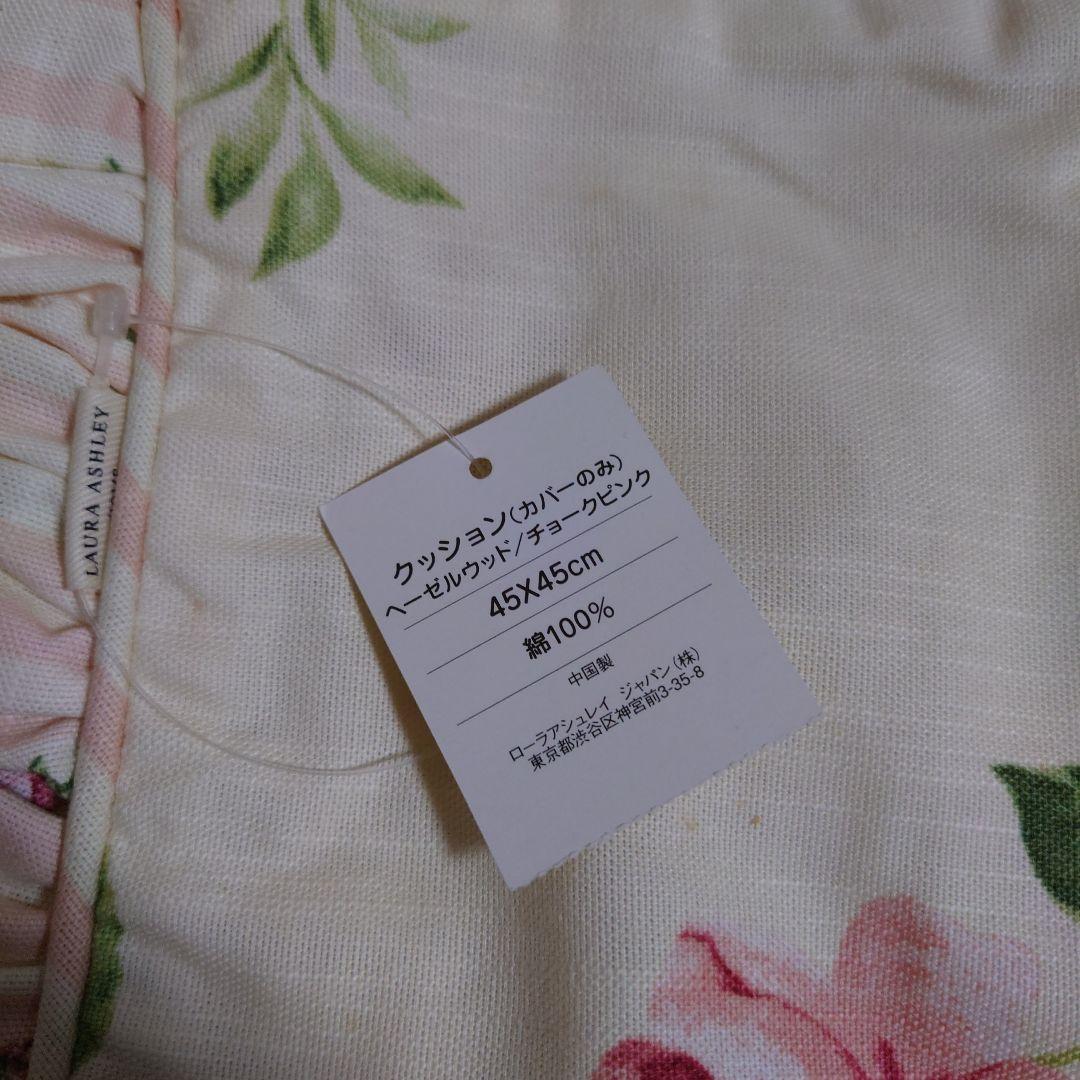 LAURA ASHLEY
クッション(カバーのみ)
ヘーゼルウッド/チョークピンク
45X45cm
綿100%
中国製
ローラアシュレイ ジャパン(株)
東京都渋谷区神宮前3-35-8